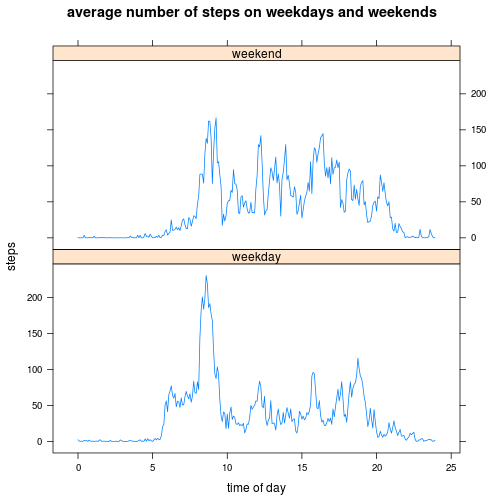 average number of steps on weekdays and weekends
weekend
200
150
100
50
0
steps
weekday
200
150
100
50
0
0 5 10 15 20 25
time of day